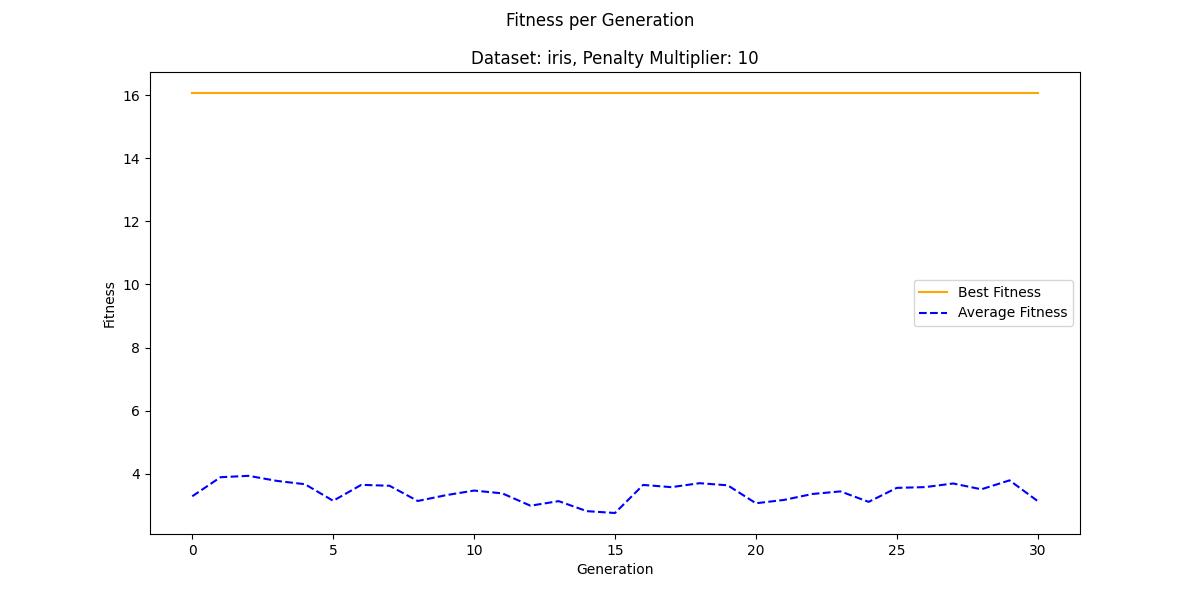 Fitness per Generation
Dataset: iris, Penalty Multiplier: 10
16
14
12
10
8
6
4
Fitness
Best Fitness
Average Fitness
0 5 10 15 20 25 30
Generation